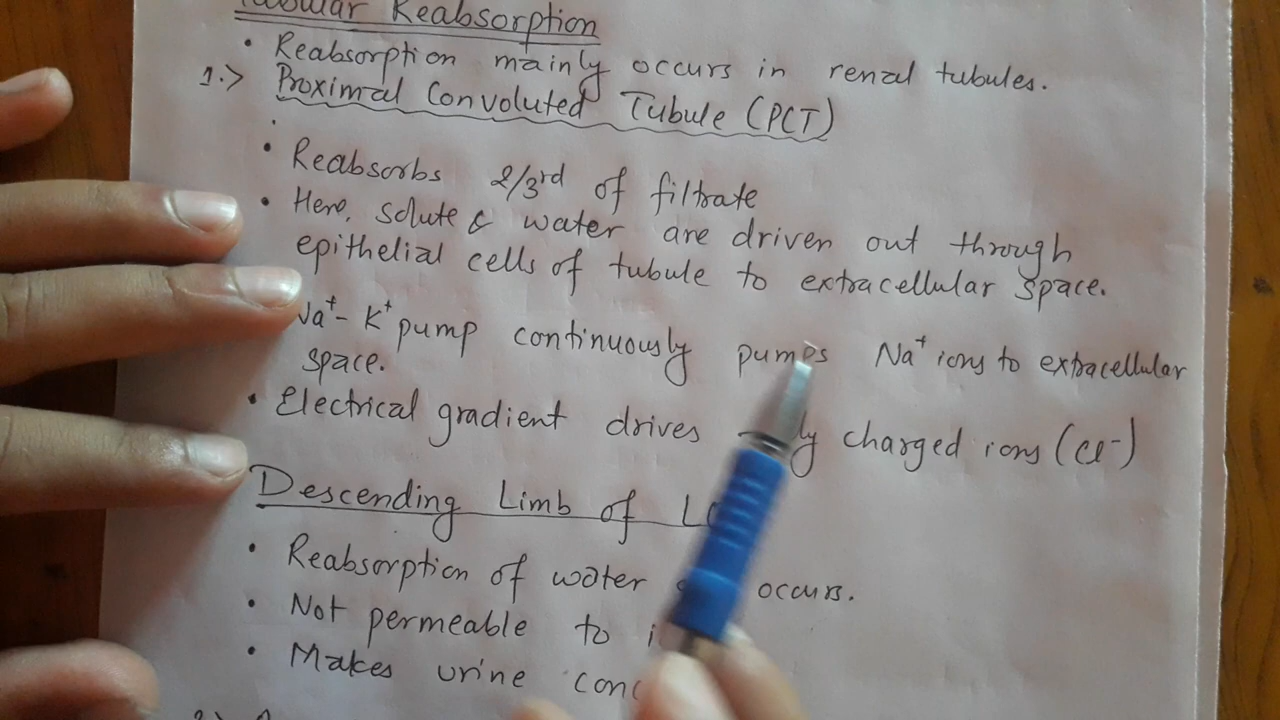 Tubular Reabsorption
• Reabsorption mainly occurs in renal tubules.
1.> Proximal Convoluted Tubule (PCT)
• Reabsorbs 2/3rd of filtrate
• Here, solute & water are driven out through
epithelial cells of tubule to extracellular space.
Na⁺- K⁺ pump continuously pumps Na⁺ ions to extracellular
space.
• Electrical gradient drives charged ions (Cl⁻)
Descending Limb of
• Reabsorption of water occurs.
• Not permeable to
• Makes urine